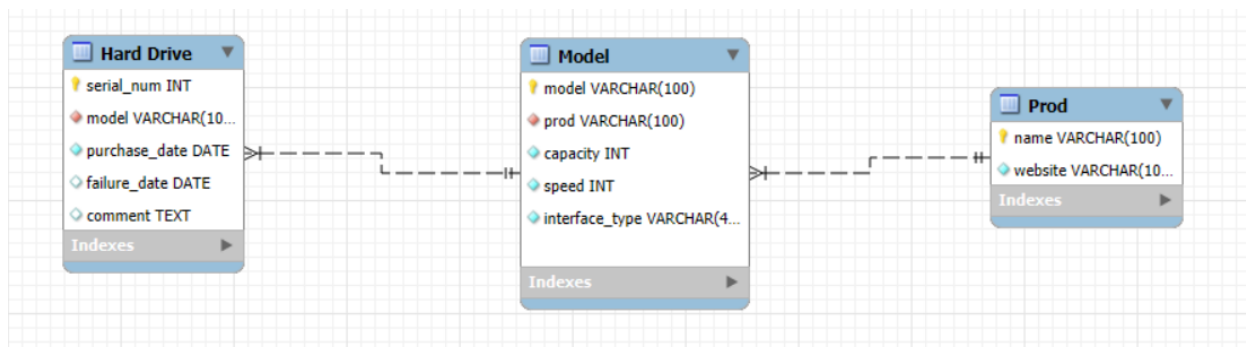 Hard Drive
serial_num INT
model VARCHAR(10...
purchase_date DATE
failure_date DATE
comment TEXT
Indexes
Model
model VARCHAR(100)
prod VARCHAR(100)
capacity INT
speed INT
interface_type VARCHAR(4...
Indexes
Prod
name VARCHAR(100)
website VARCHAR(10...
Indexes